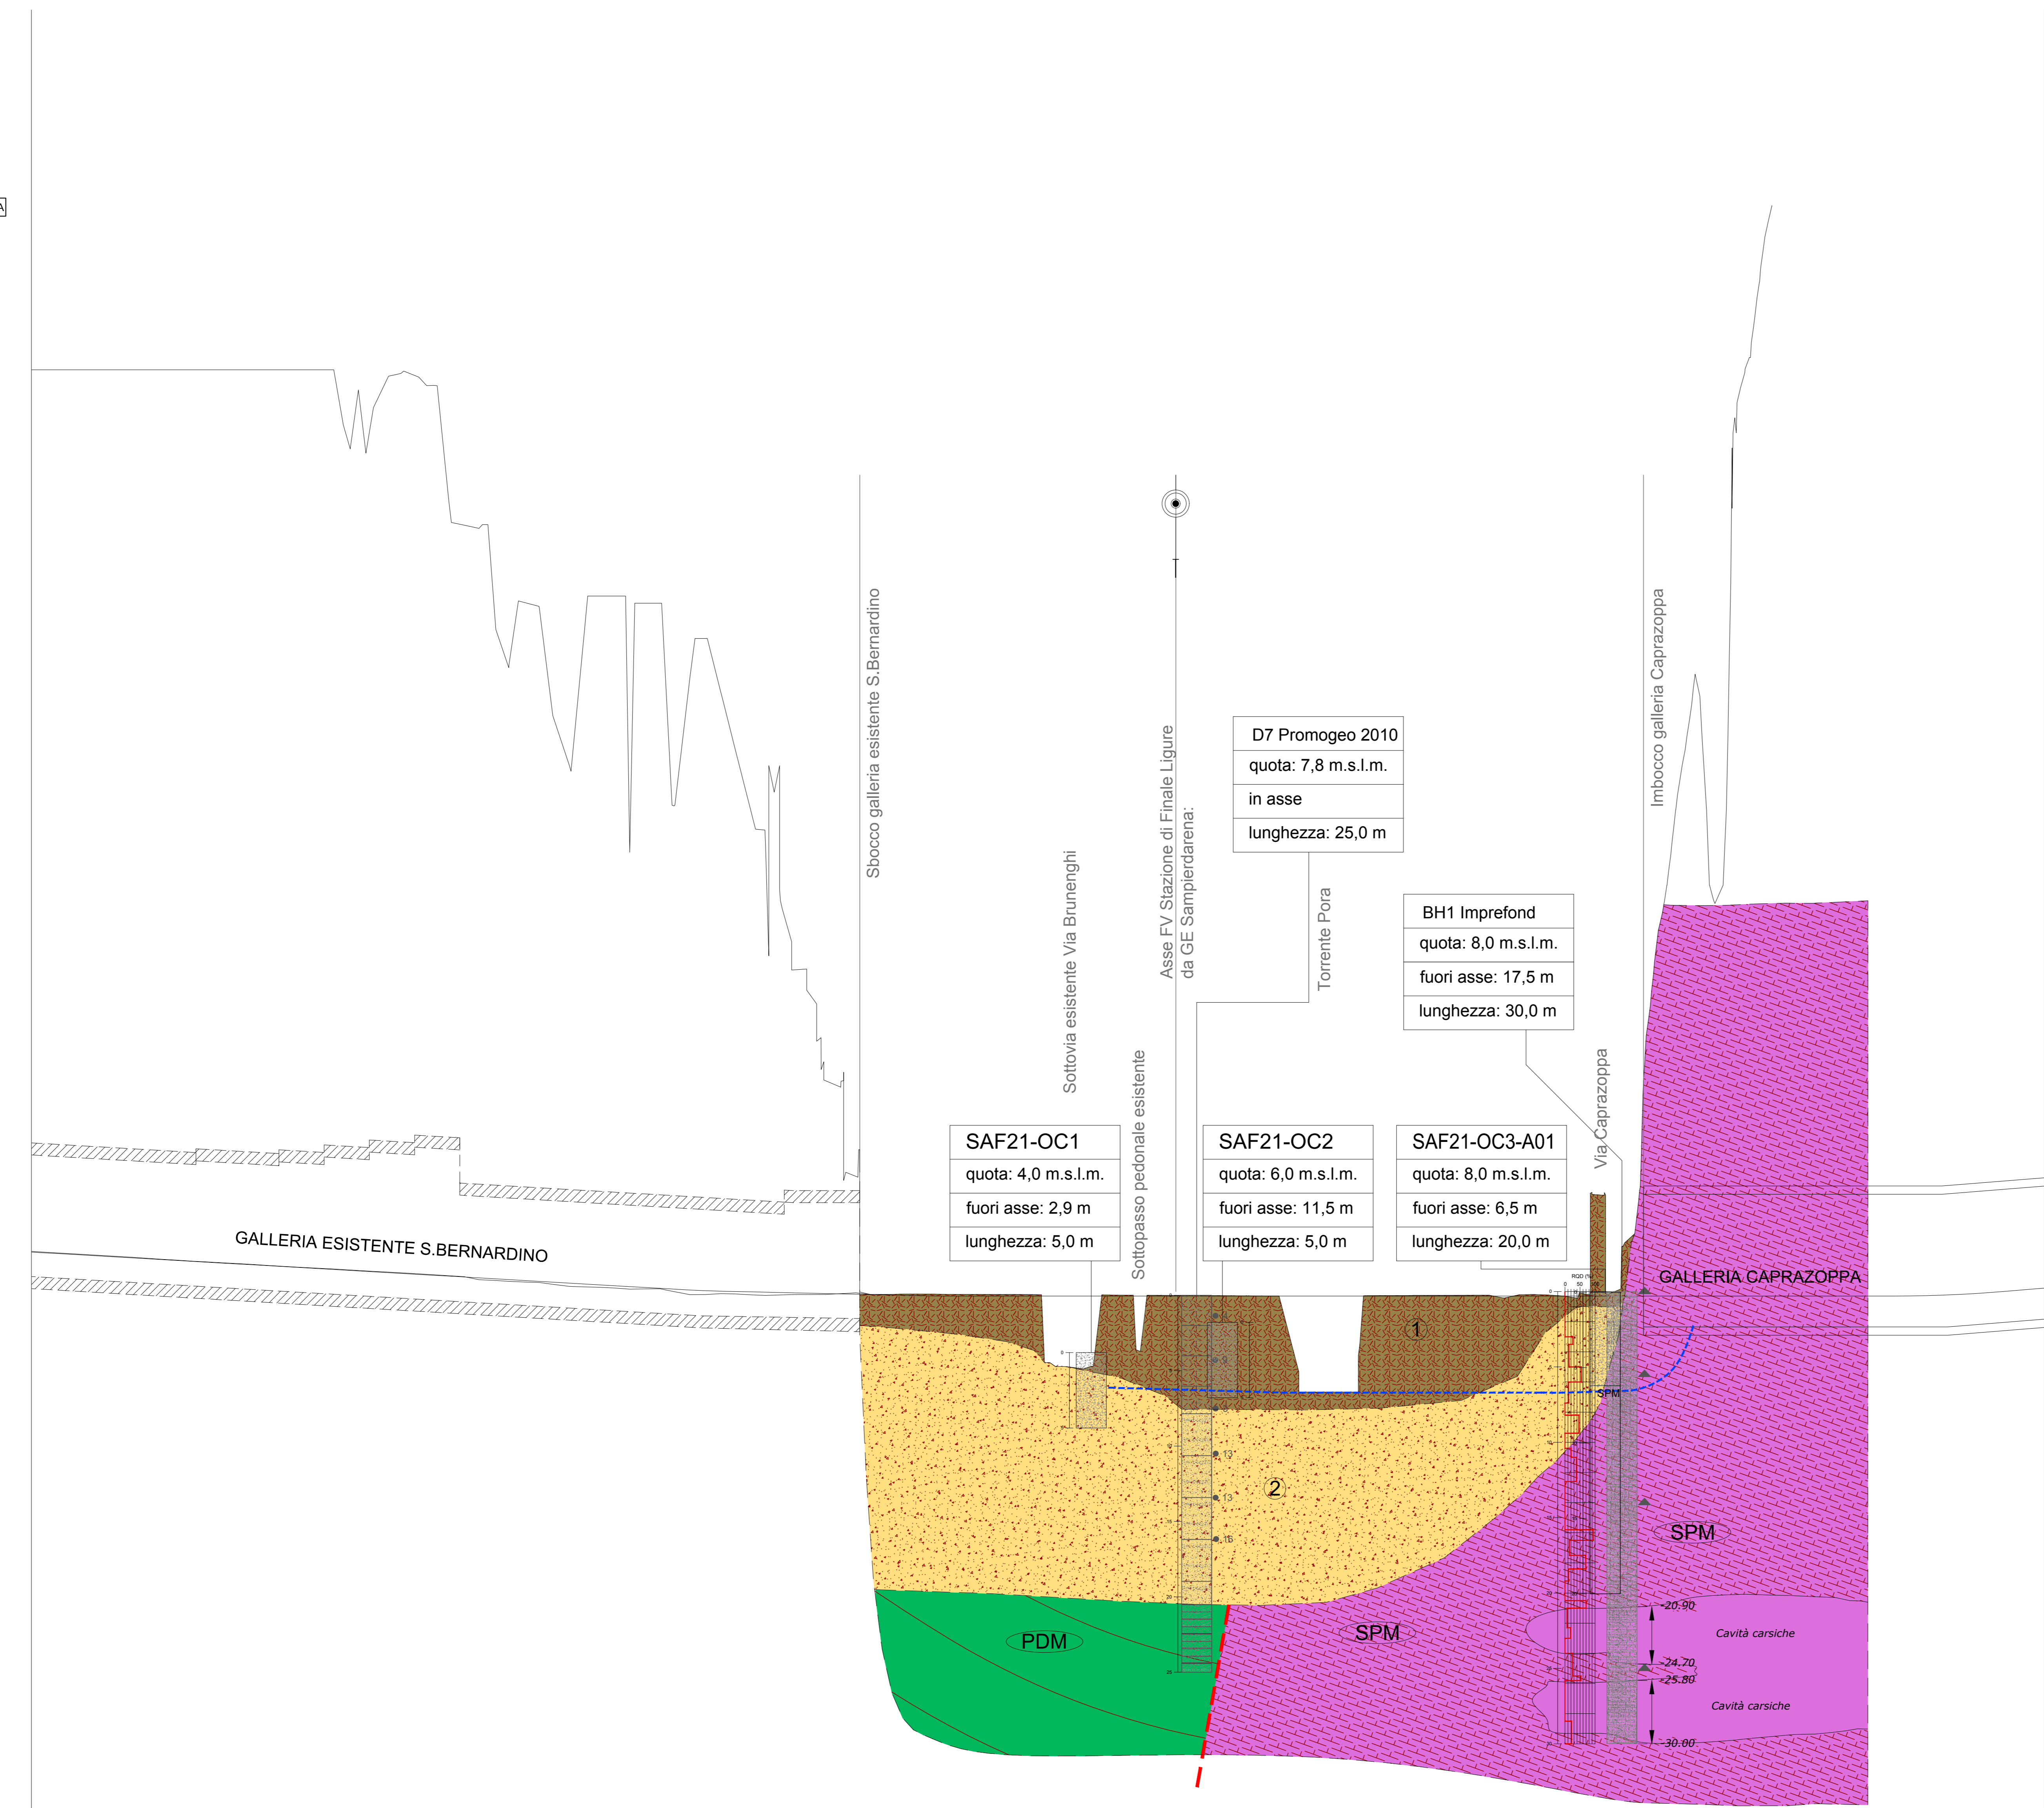 A
Sbocco galleria esistente S.Bernardino
Sottovia esistente Via Brunenghi
Sottopasso pedonale esistente
Asse FV Stazione di Finale Ligure
da GE Sampierdarena:
Torrente Pora
Via Caprazoppa
Imbocco galleria Caprazoppa
D7 Promogeo 2010
quota: 7,8 m.s.l.m.
in asse
lunghezza: 25,0 m
BH1 Imprefond
quota: 8,0 m.s.l.m.
fuori asse: 17,5 m
lunghezza: 30,0 m
SAF21-OC1
quota: 4,0 m.s.l.m.
fuori asse: 2,9 m
lunghezza: 5,0 m
SAF21-OC2
quota: 6,0 m.s.l.m.
fuori asse: 11,5 m
lunghezza: 5,0 m
SAF21-OC3-A01
quota: 8,0 m.s.l.m.
fuori asse: 6,5 m
lunghezza: 20,0 m
GALLERIA ESISTENTE S.BERNARDINO
GALLERIA CAPRAZOPPA
RQD (%)
0 50
1
SPM
13
2
13
SPM
-20.90
PDM
SPM
Cavità carsiche
-24.70
-25.80
Cavità carsiche
-30.00